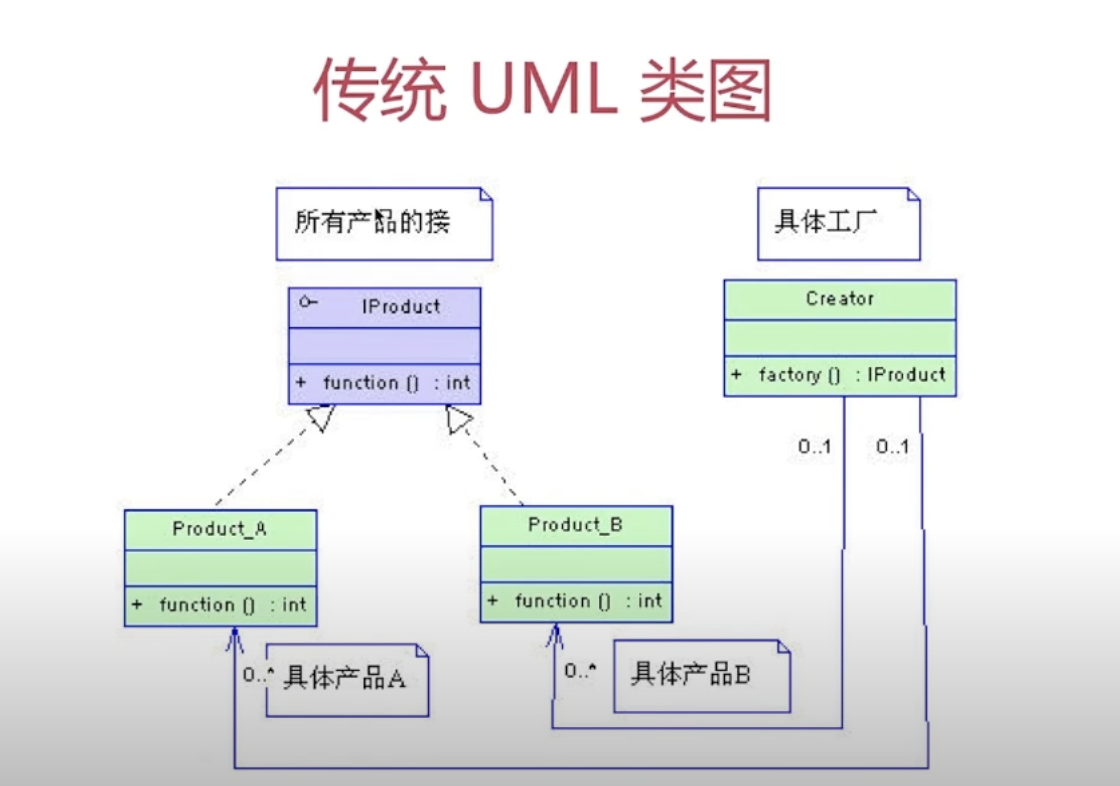 传统 UML 类图
所有产品的接
具体工厂
IProduct
+ function () : int
Creator
+ factory () : IProduct
0..1
0..1
Product_A
+ function () : int
Product_B
+ function () : int
0..*
具体产品A
0..*
具体产品B